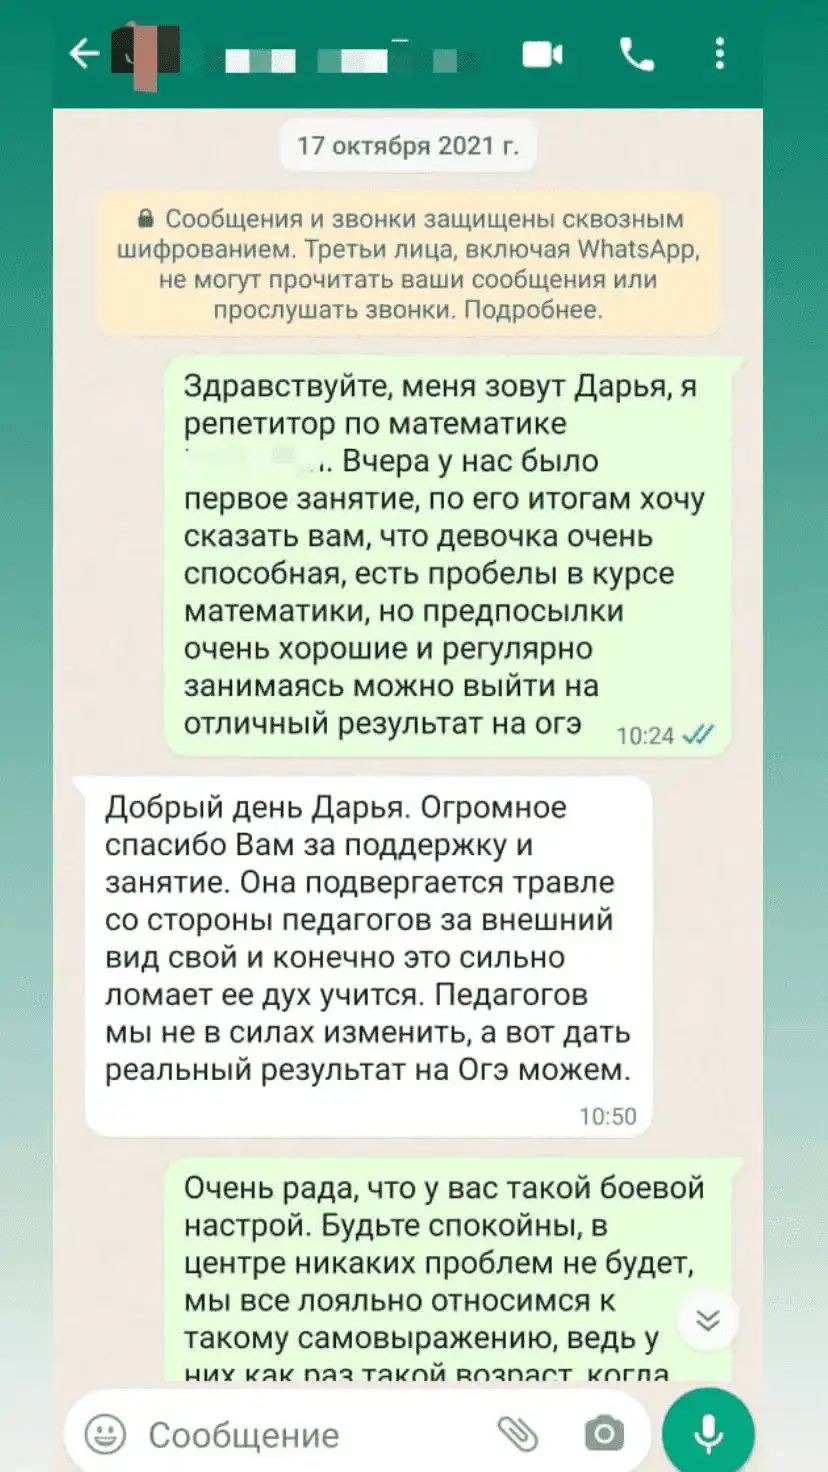 17 октября 2021 г.
Сообщения и звонки защищены сквозным
шифрованием. Третьи лица, включая WhatsApp,
не могут прочитать ваши сообщения или
прослушать звонки. Подробнее.
Здравствуйте, меня зовут Дарья, я
репетитор по математике
. Вчера у нас было
первое занятие, по его итогам хочу
сказать вам, что девочка очень
способная, есть пробелы в курсе
математики, но предпосылки
очень хорошие и регулярно
занимаясь можно выйти на
отличный результат на огэ
10:24
Добрый день Дарья. Огромное
спасибо Вам за поддержку и
занятие. Она подвергается травле
со стороны педагогов за внешний
вид свой и конечно это сильно
ломает ее дух учится. Педагогов
мы не в силах изменить, а вот дать
реальный результат на Огэ можем.
10:50
Очень рада, что у вас такой боевой
настрой. Будьте спокойны, в
центре никаких проблем не будет,
мы все лояльно относимся к
такому самовыражению, ведь у
них как раз такой возраст, когда
Сообщение